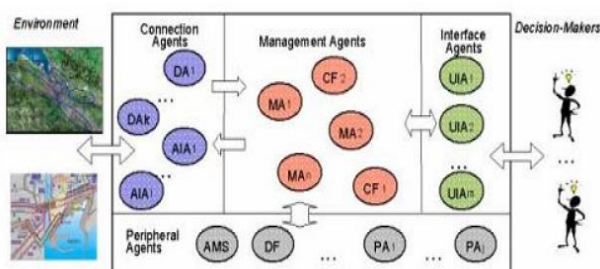 Environment
Connection
Agents
Management Agents
Interface
Agents
Decision-Makers
DA1
...
DAk
AIA1
...
AIAl
CF2
MA1
MA2
MAn
CF1
UIA1
UIA2
...
UIAm
...
Peripheral
Agents
AMS
DF
PA1
...
...
PAj